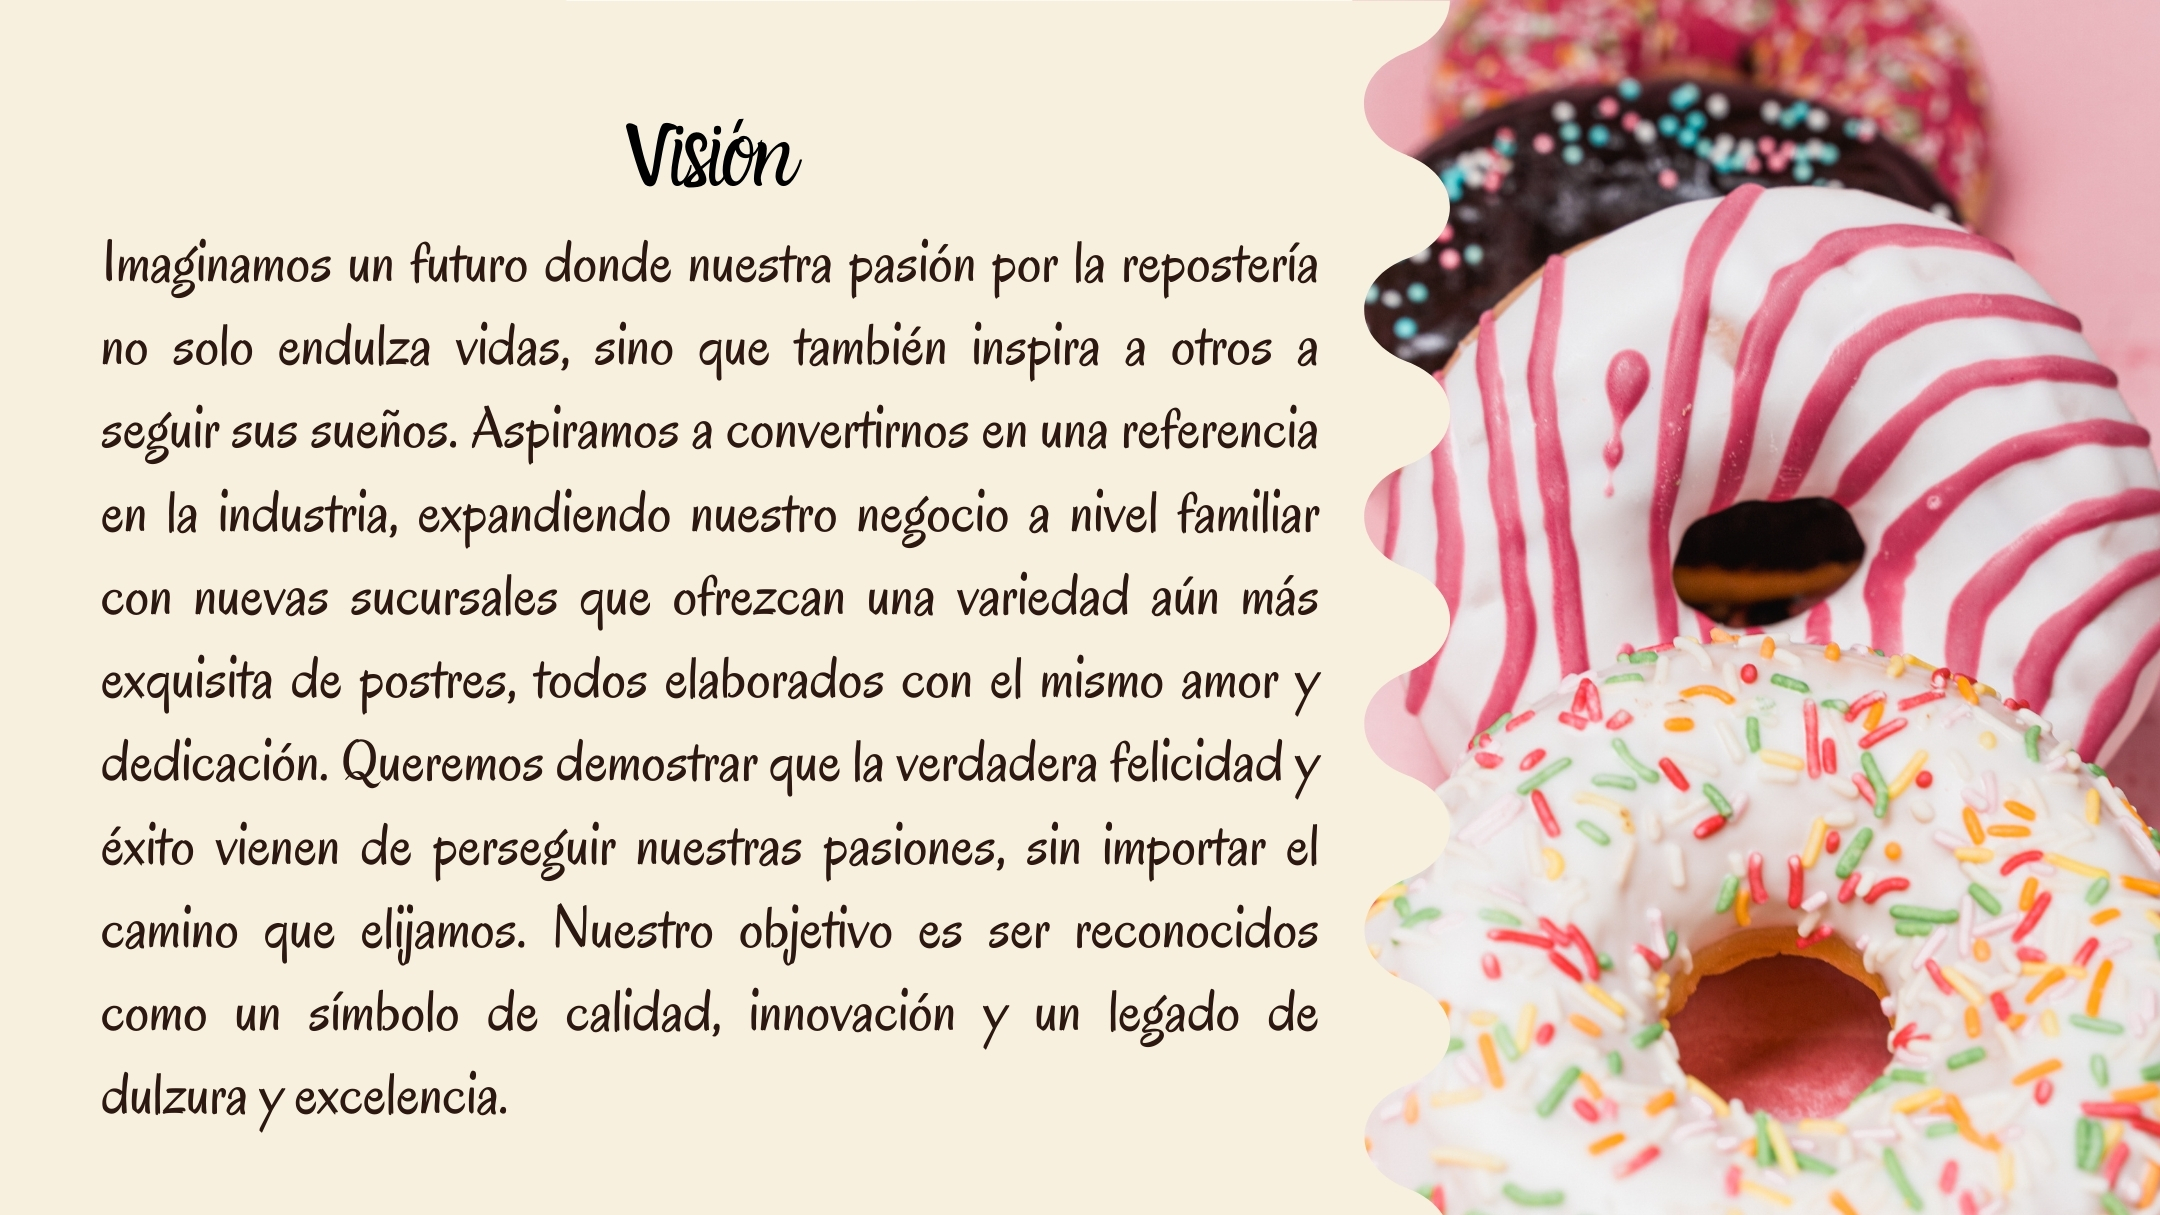 Visión
Imaginamos un futuro donde nuestra pasión por la repostería
no solo endulza vidas, sino que también inspira a otros a
seguir sus sueños. Aspiramos a convertirnos en una referencia
en la industria, expandiendo nuestro negocio a nivel familiar
con nuevas sucursales que ofrezcan una variedad aún más
exquisita de postres, todos elaborados con el mismo amor y
dedicación. Queremos demostrar que la verdadera felicidad y
éxito vienen de perseguir nuestras pasiones, sin importar el
camino que elijamos. Nuestro objetivo es ser reconocidos
como un símbolo de calidad, innovación y un legado de
dulzura y excelencia.